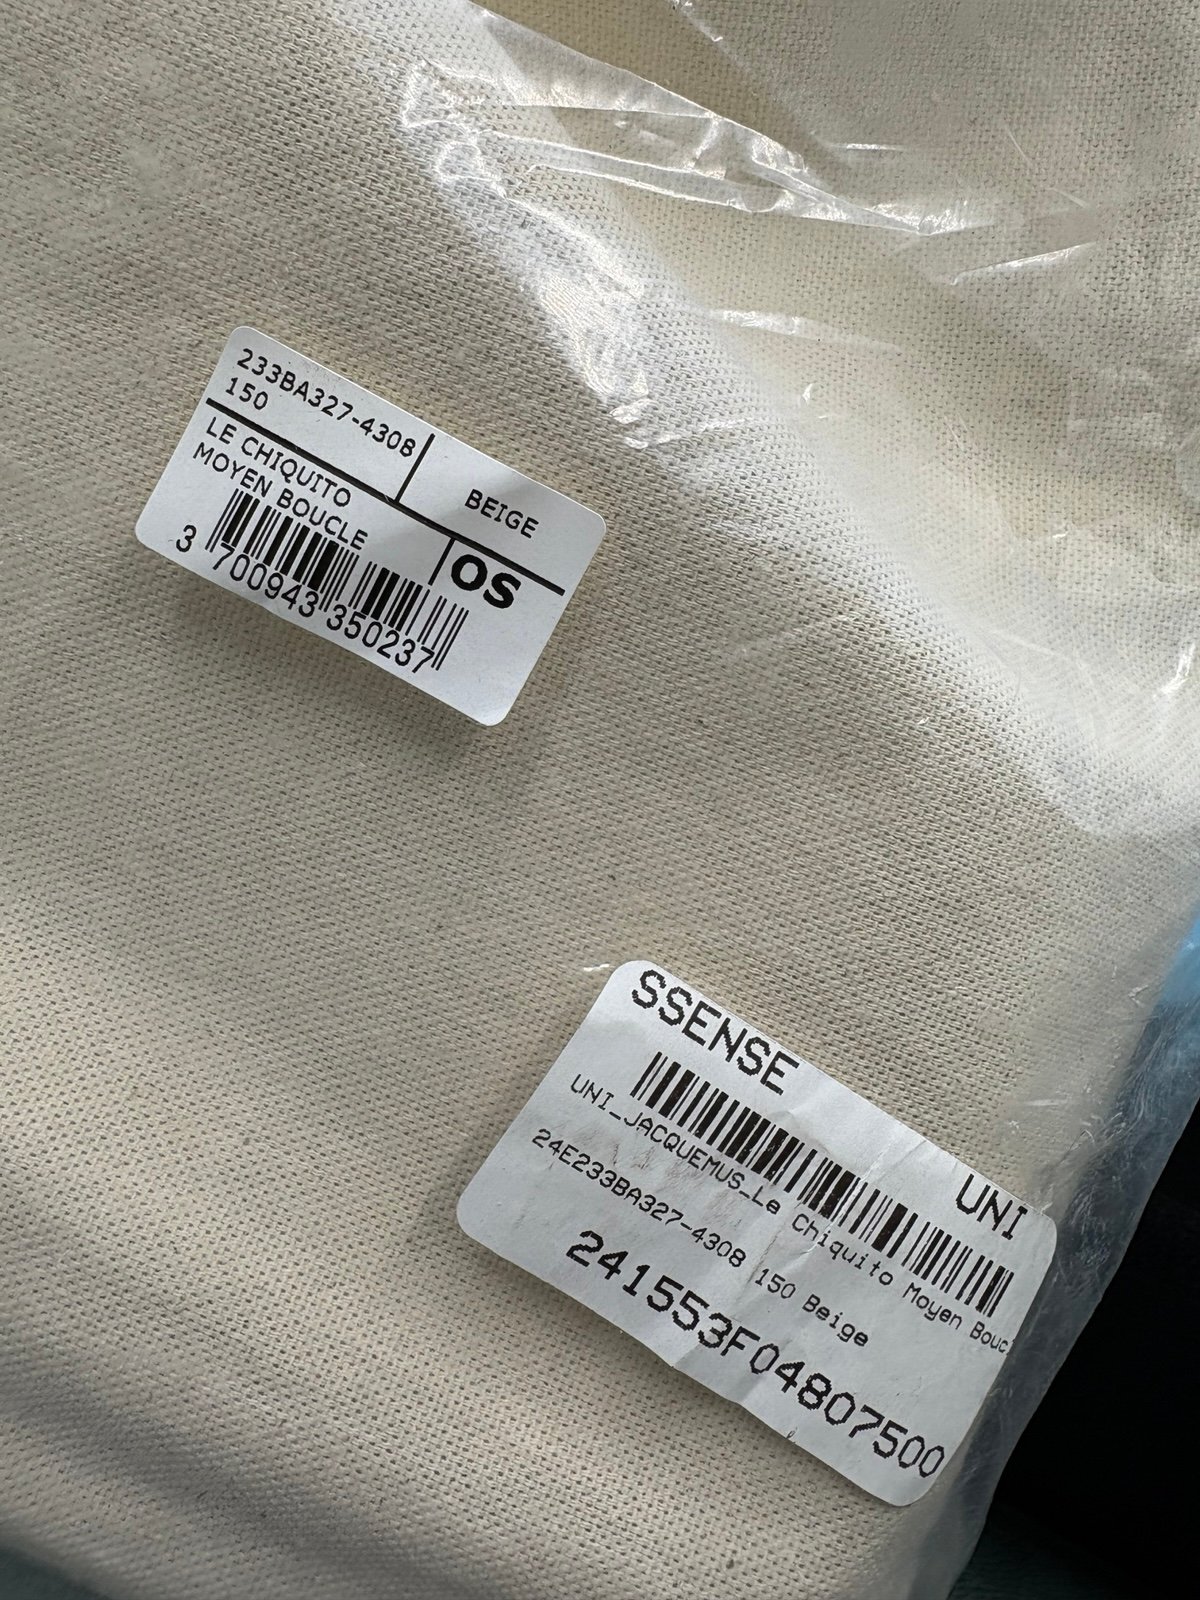 233BA327-4308
150
BEIGE
LE CHIQUITO
MOYEN BOUCLE
OS
3 700943 350237
SSENSE
UNI
UNI_JACQUEMUS_Le Chiquito Moyen Boucl
24E233BA327-4308 150 Beige
241553F04807500